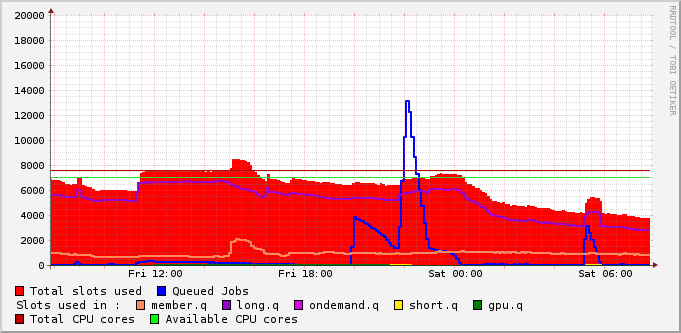 20000
18000
16000
14000
12000
10000
8000
6000
4000
2000
0
Fri 12:00 Fri 18:00 Sat 00:00 Sat 06:00
Total slots used Queued Jobs
Slots used in : member.q long.q ondemand.q short.q gpu.q
Total CPU cores Available CPU cores
RRDTOOL / TOBI OETIKER